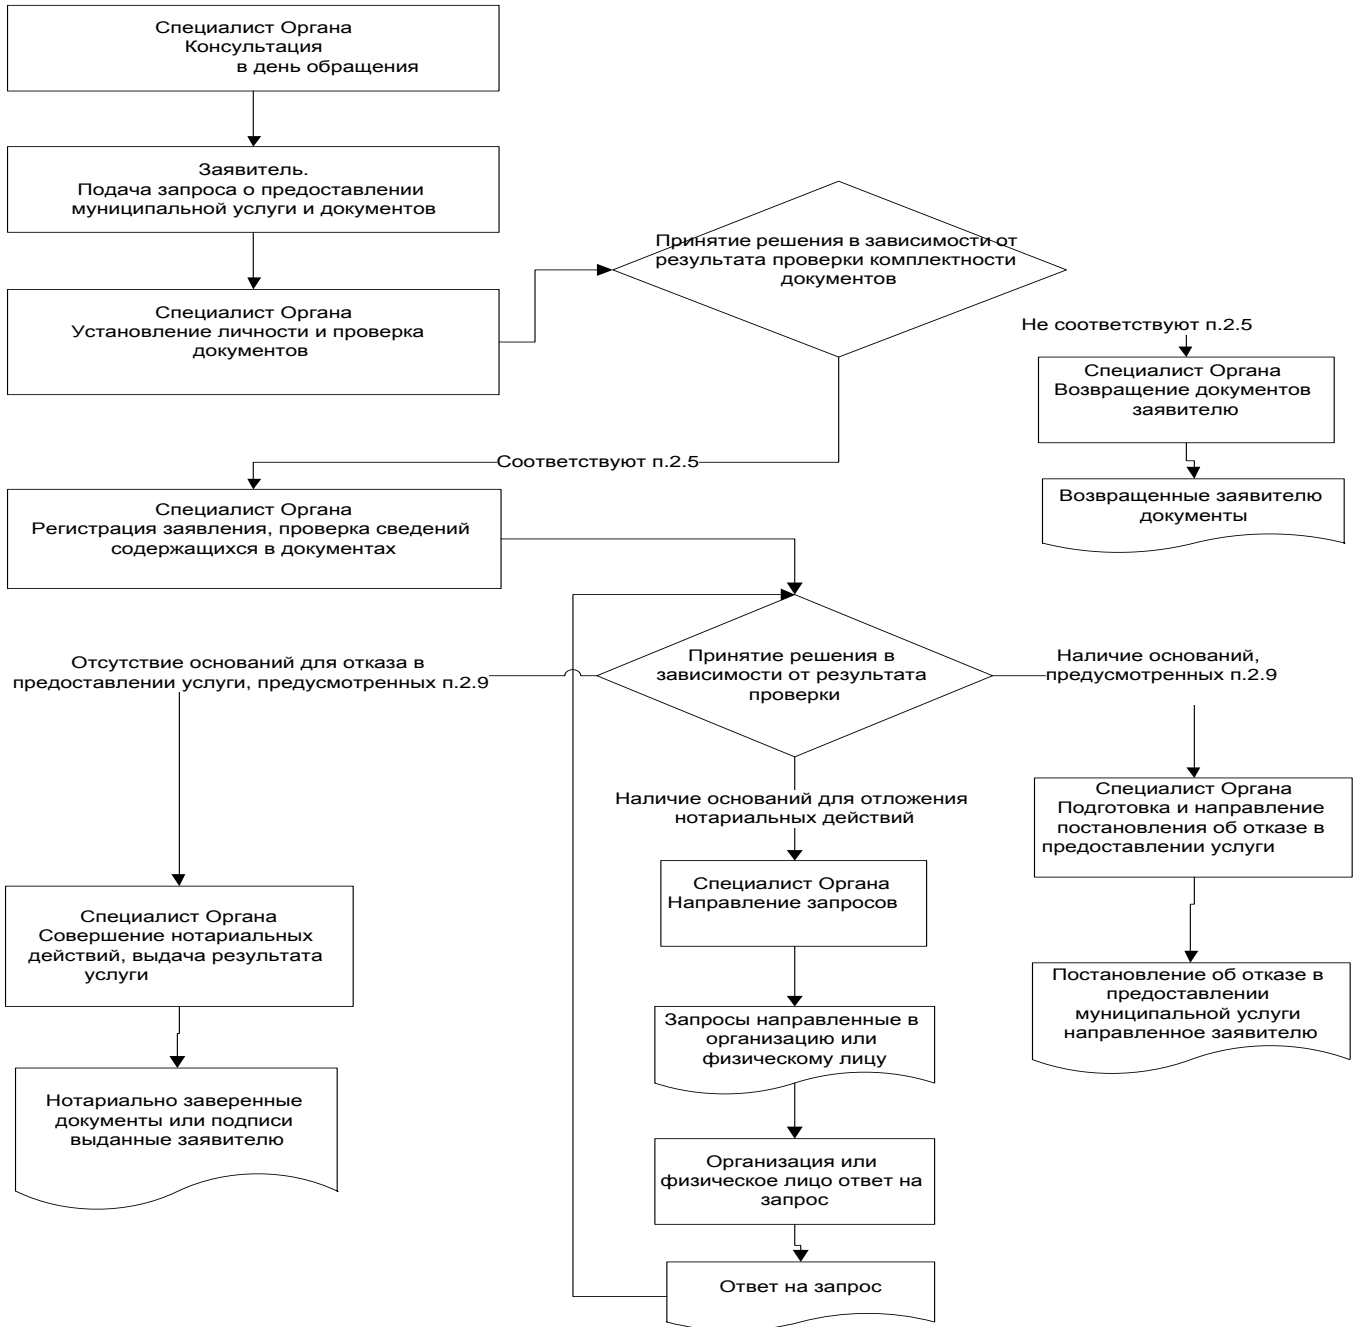 Специалист Органа
Консультация
в день обращения
Заявитель.
Подача запроса о предоставлении
муниципальной услуги и документов
Специалист Органа
Установление личности и проверка
документов
Принятие решения в зависимости от
результата проверки комплектности
документов
Не соответствуют п.2.5
Специалист Органа
Возвращение документов
заявителю
Возвращенные заявителю
документы
Соответствуют п.2.5
Специалист Органа
Регистрация заявления, проверка сведений
содержащихся в документах
Принятие решения в
зависимости от результата
проверки
Отсутствие оснований для отказа в
предоставлении услуги, предусмотренных п.2.9
Наличие оснований,
предусмотренных п.2.9
Наличие оснований для отложения
нотариальных действий
Специалист Органа
Подготовка и направление
постановления об отказе в
предоставлении услуги
Специалист Органа
Направление запросов
Специалист Органа
Совершение нотариальных
действий, выдача результата
услуги
Постановление об отказе в
предоставлении
муниципальной услуги
направленное заявителю
Запросы направленные в
организацию или
физическому лицу
Нотариально заверенные
документы или подписи
выданные заявителю
Организация или
физическое лицо ответ на
запрос
Ответ на запрос